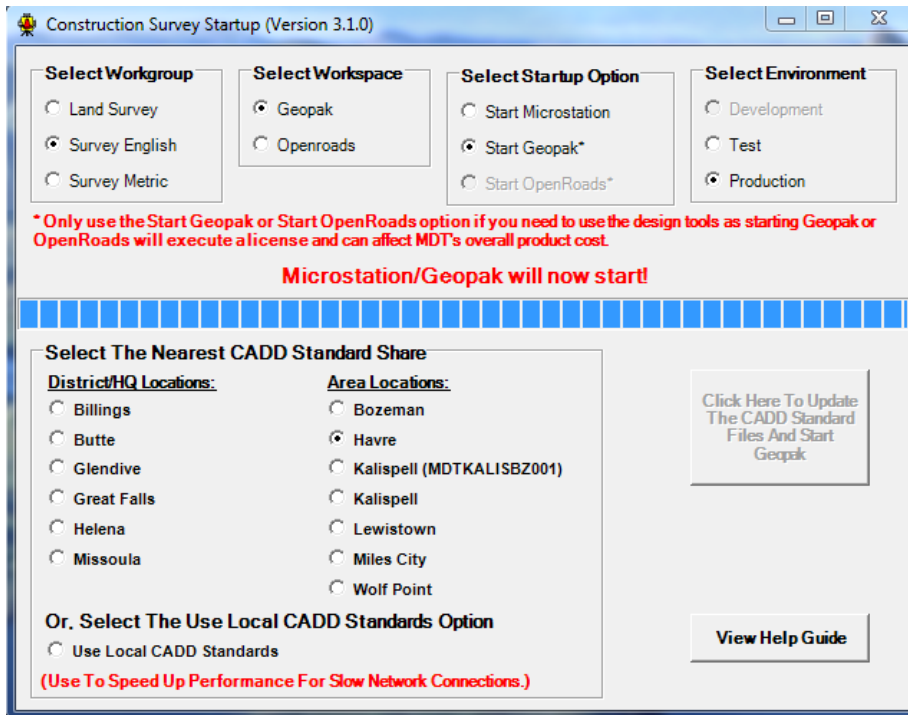 Construction Survey Startup (Version 3.1.0)
Select Workgroup
Land Survey
Survey English
Survey Metric
Select Workspace
Geopak
Openroads
Select Startup Option
Start Microstation
Start Geopak*
Start OpenRoads*
Select Environment
Development
Test
Production
* Only use the Start Geopak or Start OpenRoads option if you need to use the design tools as starting Geopak or
OpenRoads will execute a license and can affect MDT's overall product cost.
Microstation/Geopak will now start!
Select The Nearest CADD Standard Share
District/HQ Locations:
Billings
Butte
Glendive
Great Falls
Helena
Missoula
Area Locations:
Bozeman
Havre
Kalispell (MDTKALISBZ001)
Kalispell
Lewistown
Miles City
Wolf Point
Or, Select The Use Local CADD Standards Option
Use Local CADD Standards
(Use To Speed Up Performance For Slow Network Connections.)
Click Here To Update
The CADD Standard
Files And Start
Geopak
View Help Guide